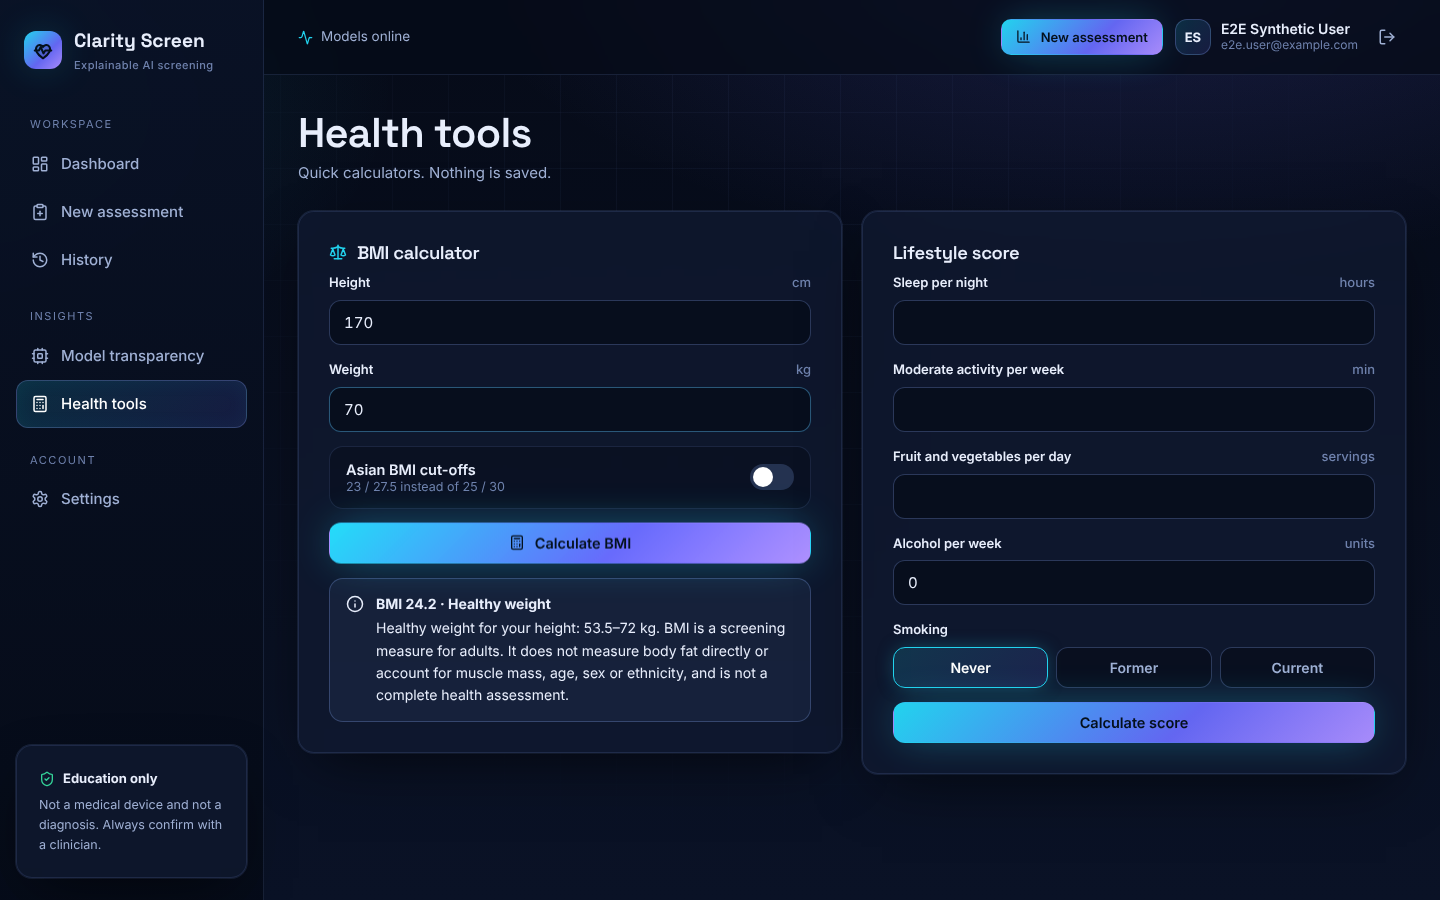 Clarity Screen
Explainable AI screening
WORKSPACE
Dashboard
New assessment
History
INSIGHTS
Model transparency
Health tools
ACCOUNT
Settings
Education only
Not a medical device and not a
diagnosis. Always confirm with
a clinician.
Models online
New assessment
ES
E2E Synthetic User
e2e.user@example.com
Health tools
Quick calculators. Nothing is saved.
BMI calculator
Height cm
170
Weight kg
70
Asian BMI cut-offs
23 / 27.5 instead of 25 / 30
Calculate BMI
BMI 24.2 · Healthy weight
Healthy weight for your height: 53.5–72 kg. BMI is a screening
measure for adults. It does not measure body fat directly or
account for muscle mass, age, sex or ethnicity, and is not a
complete health assessment.
Lifestyle score
Sleep per night hours
Moderate activity per week min
Fruit and vegetables per day servings
Alcohol per week units
0
Smoking
Never Former Current
Calculate score